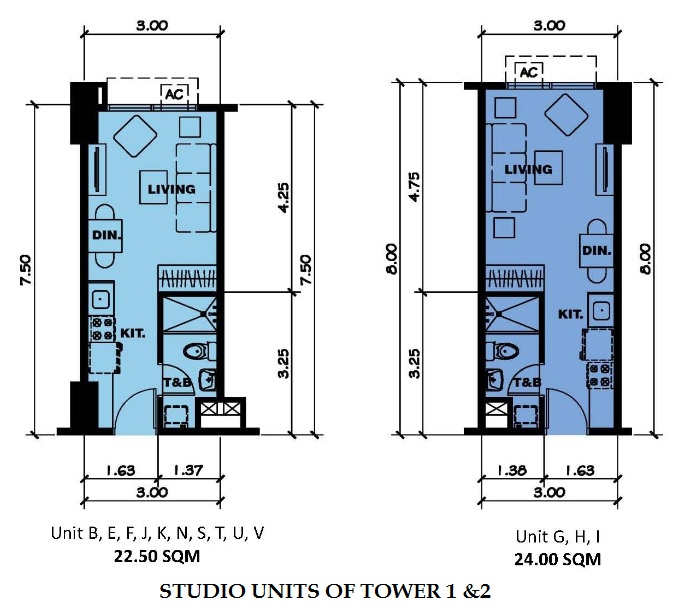 3.00
AC
LIVING
DIN.
KIT.
T&B
7.50
4.25
7.50
3.25
1.63 1.37
3.00
Unit B, E, F, J, K, N, S, T, U, V
22.50 SQM
3.00
AC
LIVING
DIN.
KIT.
T&B
4.75
8.00
8.00
3.25
1.38 1.63
3.00
Unit G, H, I
24.00 SQM
STUDIO UNITS OF TOWER 1 &2